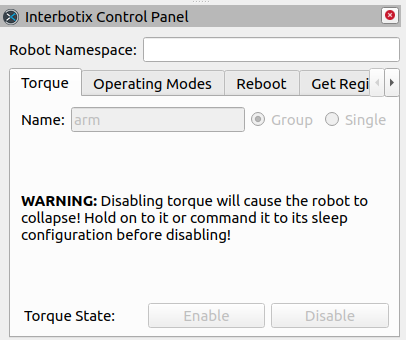 Interbotix Control Panel
Robot Namespace:
Torque Operating Modes Reboot Get Regi
Name: arm Group Single
WARNING: Disabling torque will cause the robot to
collapse! Hold on to it or command it to its sleep
configuration before disabling!
Torque State: Enable Disable